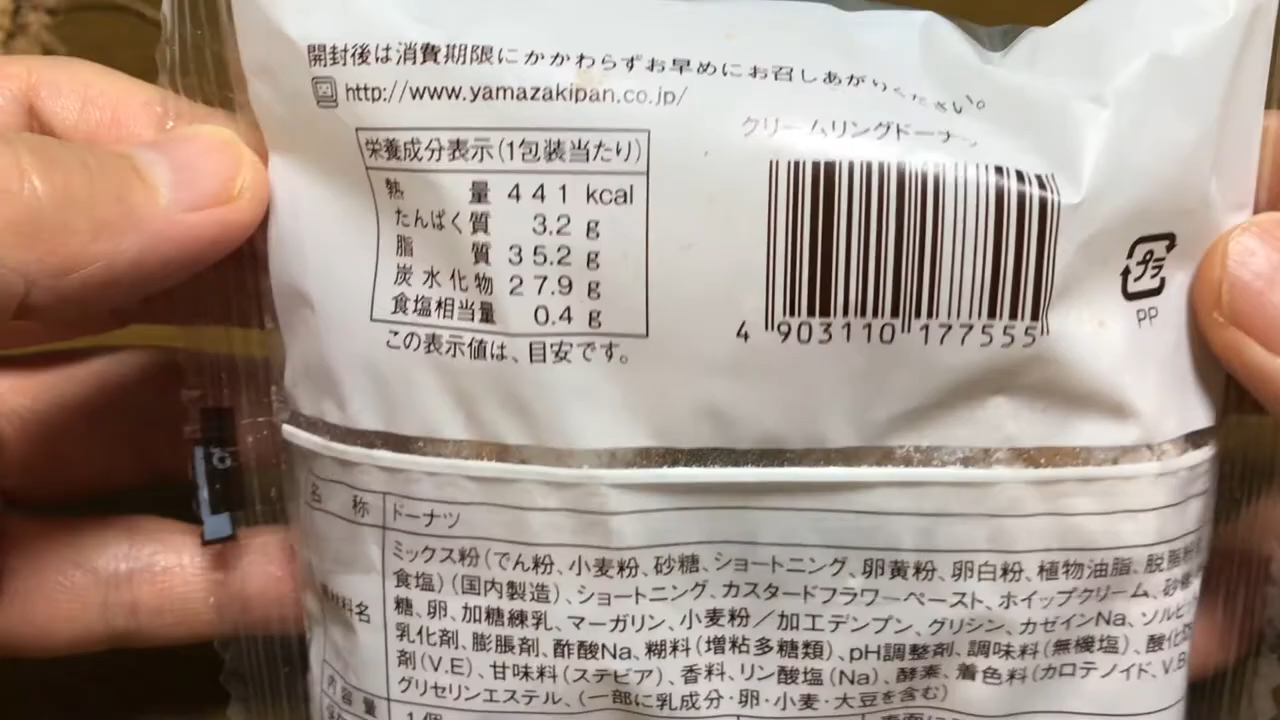 開封後は消費期限にかかわらずお早めにお召しあがりください。
http://www.yamazakipan.co.jp/
栄養成分表示(1包装当たり)
熱量 441 kcal
たんぱく質 3.2 g
脂質 35.2 g
炭水化物 27.9 g
食塩相当量 0.4 g
この表示値は、目安です。
クリームリングドーナツ
4 903110 177555
プラ
PP
名称 ドーナツ
原材料名
ミックス粉(でん粉、小麦粉、砂糖、ショートニング、卵黄粉、卵白粉、植物油脂、脱脂粉
食塩)(国内製造)、ショートニング、カスタードフラワーペースト、ホイップクリーム、砂糖
糖、卵、加糖練乳、マーガリン、小麦粉/加工デンプン、グリシン、カゼインNa、ソルビ
乳化剤、膨脹剤、酢酸Na、糊料(増粘多糖類)、pH調整剤、調味料(無機塩)、酸化防
剤(V.E)、甘味料(ステビア)、香料、リン酸塩(Na)、酵素、着色料(カロテノイド、V.B
グリセリンエステル、(一部に乳成分・卵・小麦・大豆を含む)
内容量 1個